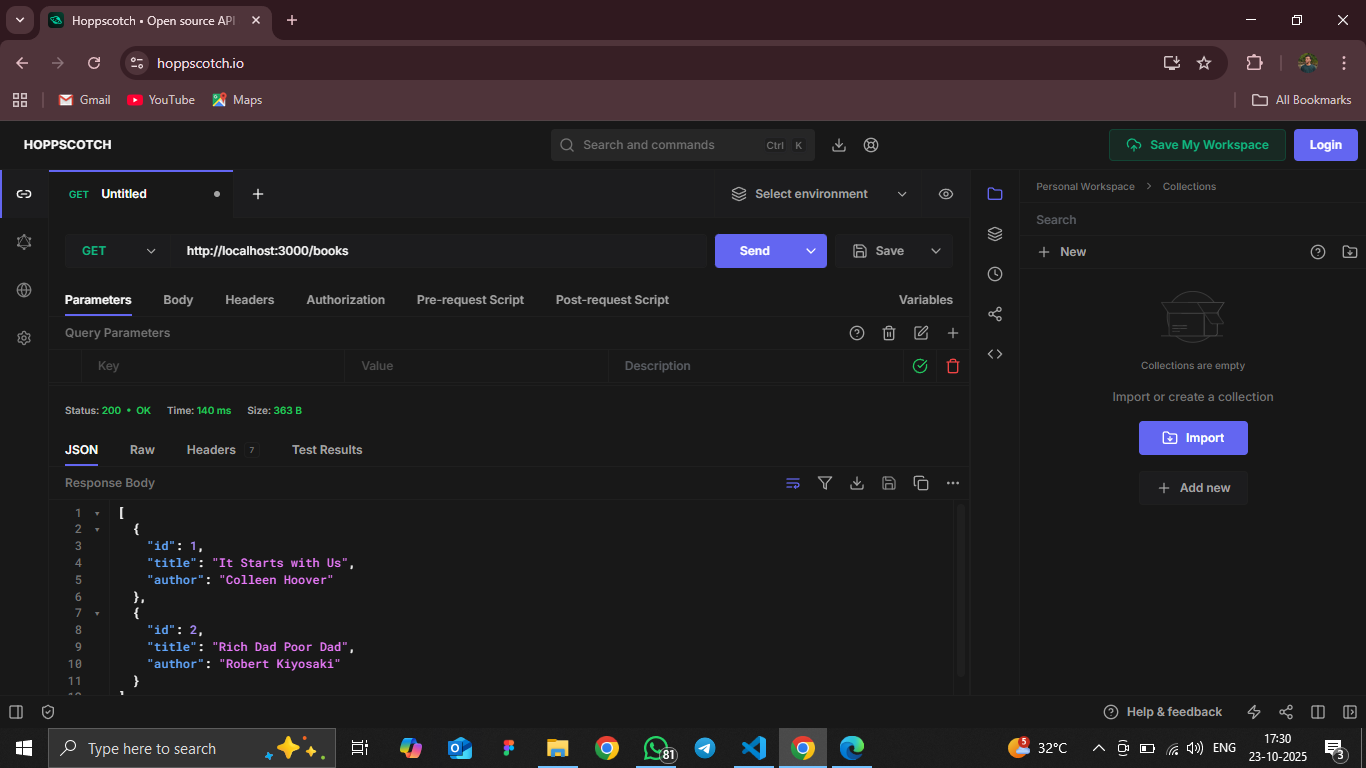 Hoppscotch • Open source API
hoppscotch.io
Gmail YouTube Maps All Bookmarks
HOPPSCOTCH Search and commands Ctrl K Save My Workspace Login
GET Untitled Select environment
Personal Workspace Collections
Search
GET http://localhost:3000/books Send Save
New
Parameters Body Headers Authorization Pre-request Script Post-request Script Variables
Query Parameters
Key Value Description
Collections are empty
Import or create a collection
Import
Add new
Status: 200 • OK Time: 140 ms Size: 363 B
JSON Raw Headers 7 Test Results
Response Body
1 [
2 {
3 "id": 1,
4 "title": "It Starts with Us",
5 "author": "Colleen Hoover"
6 },
7 {
8 "id": 2,
9 "title": "Rich Dad Poor Dad",
10 "author": "Robert Kiyosaki"
11 }
Help & feedback
Type here to search 81 5 32°C ENG 17:30
23-10-2025 3